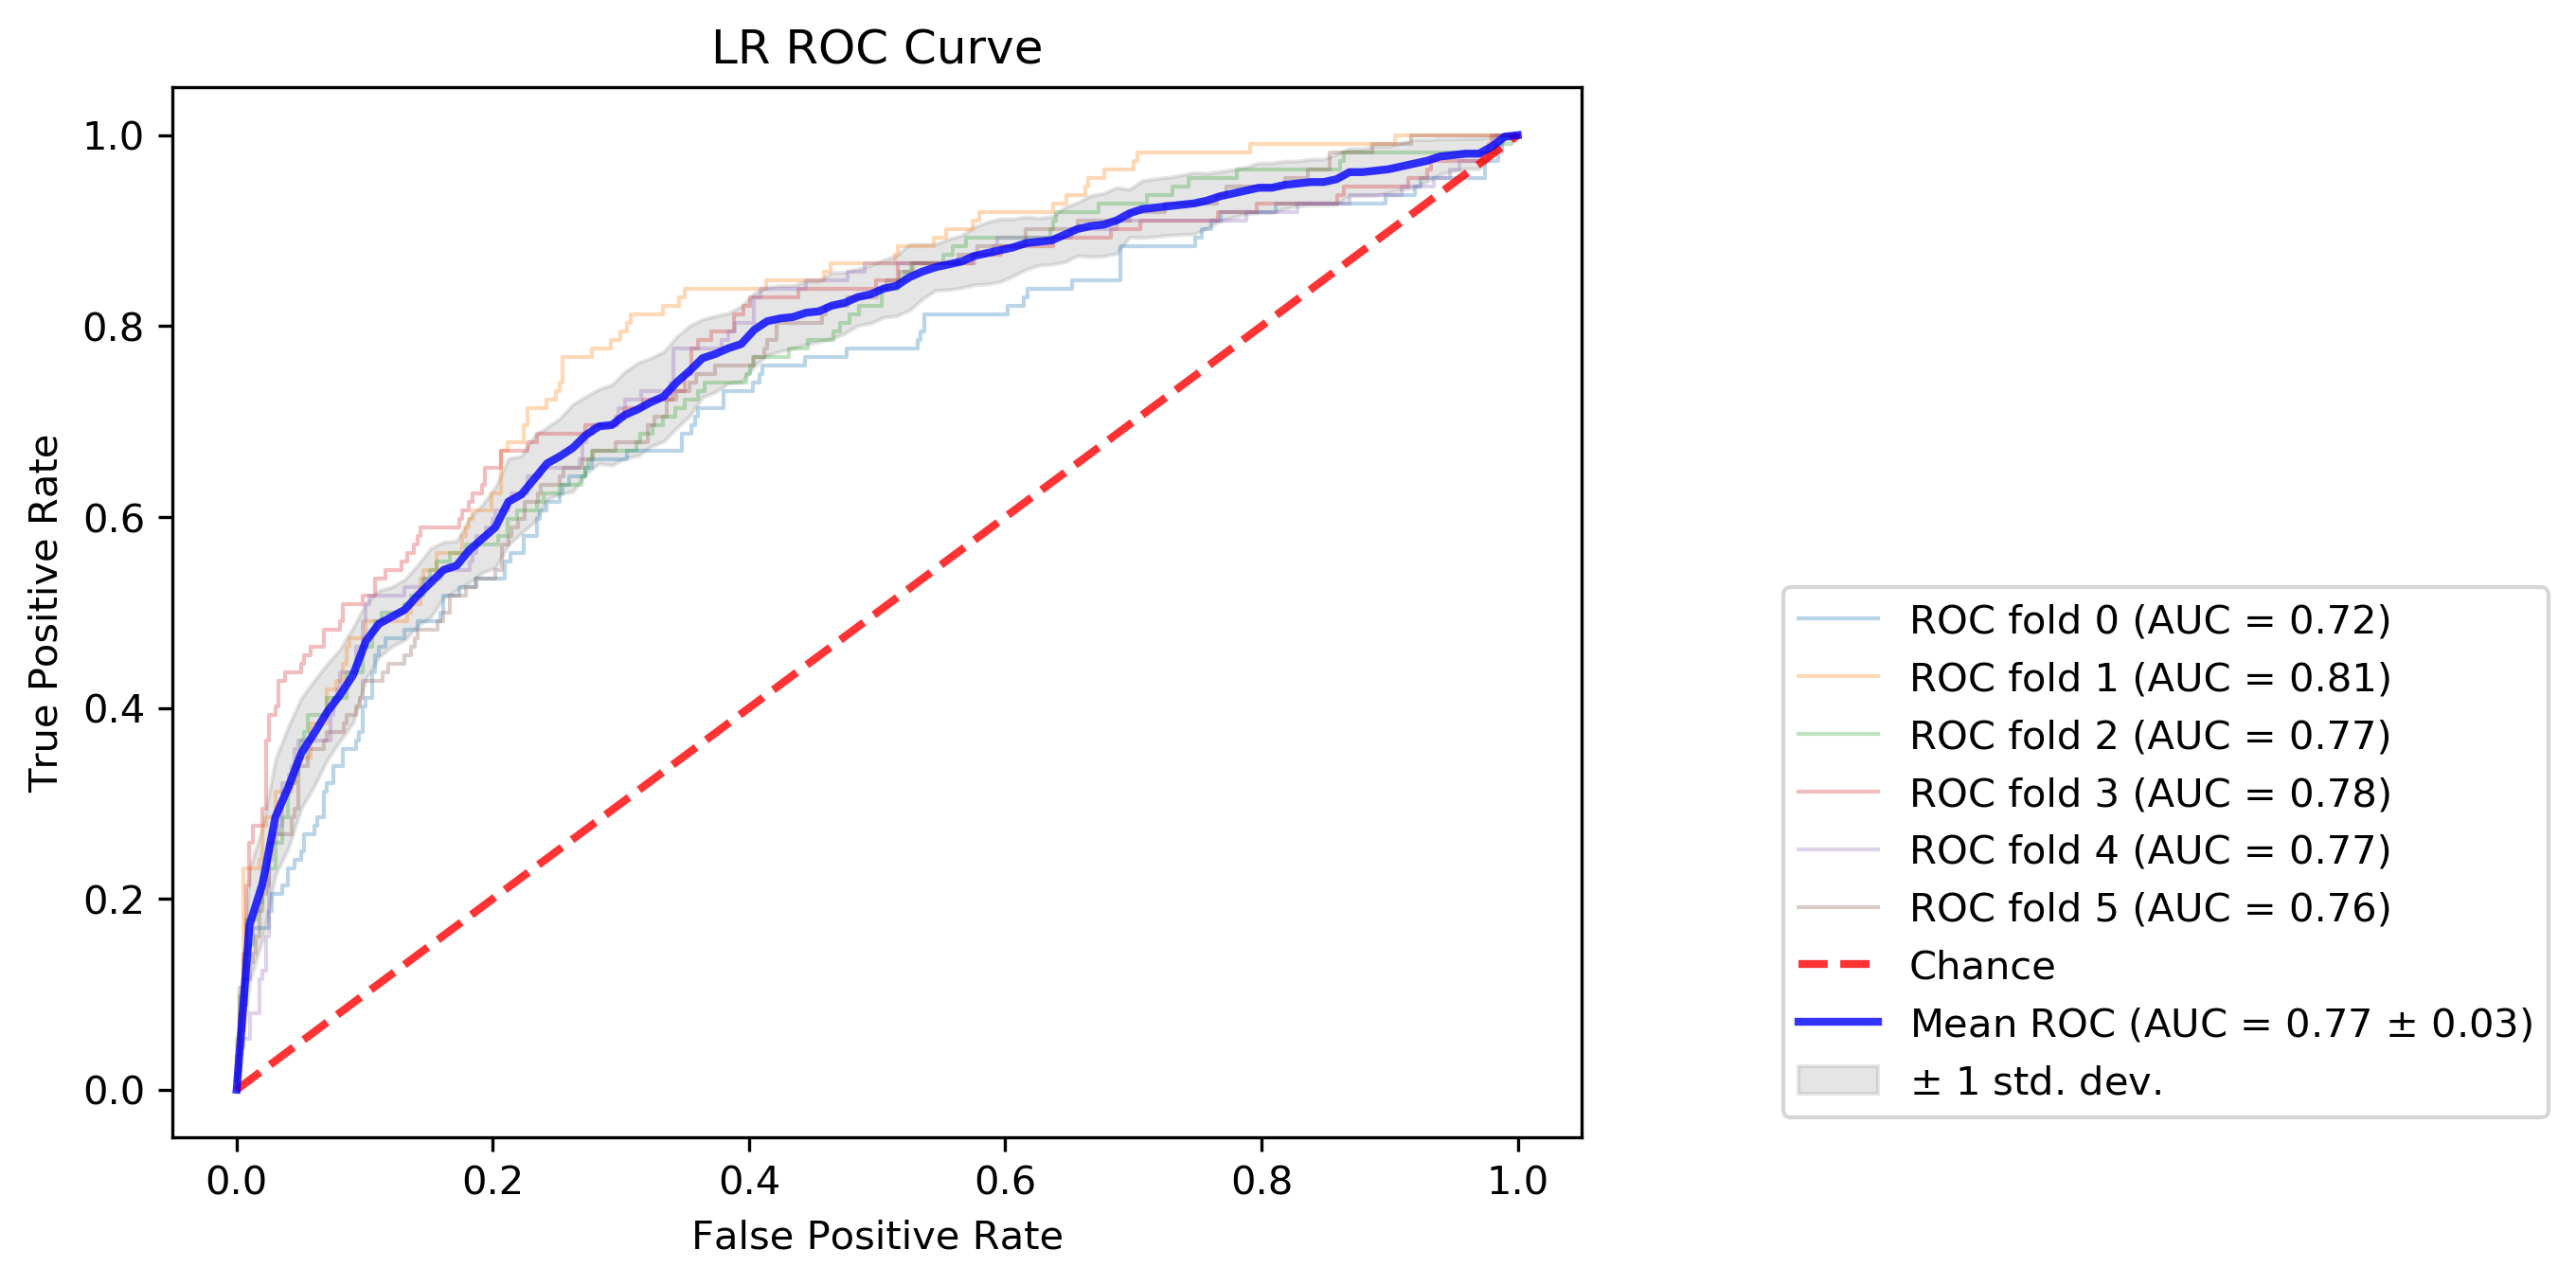 LR ROC Curve
True Positive Rate
1.0
0.8
0.6
0.4
0.2
0.0
0.0 0.2 0.4 0.6 0.8 1.0
False Positive Rate
ROC fold 0 (AUC = 0.72)
ROC fold 1 (AUC = 0.81)
ROC fold 2 (AUC = 0.77)
ROC fold 3 (AUC = 0.78)
ROC fold 4 (AUC = 0.77)
ROC fold 5 (AUC = 0.76)
Chance
Mean ROC (AUC = 0.77 ± 0.03)
± 1 std. dev.